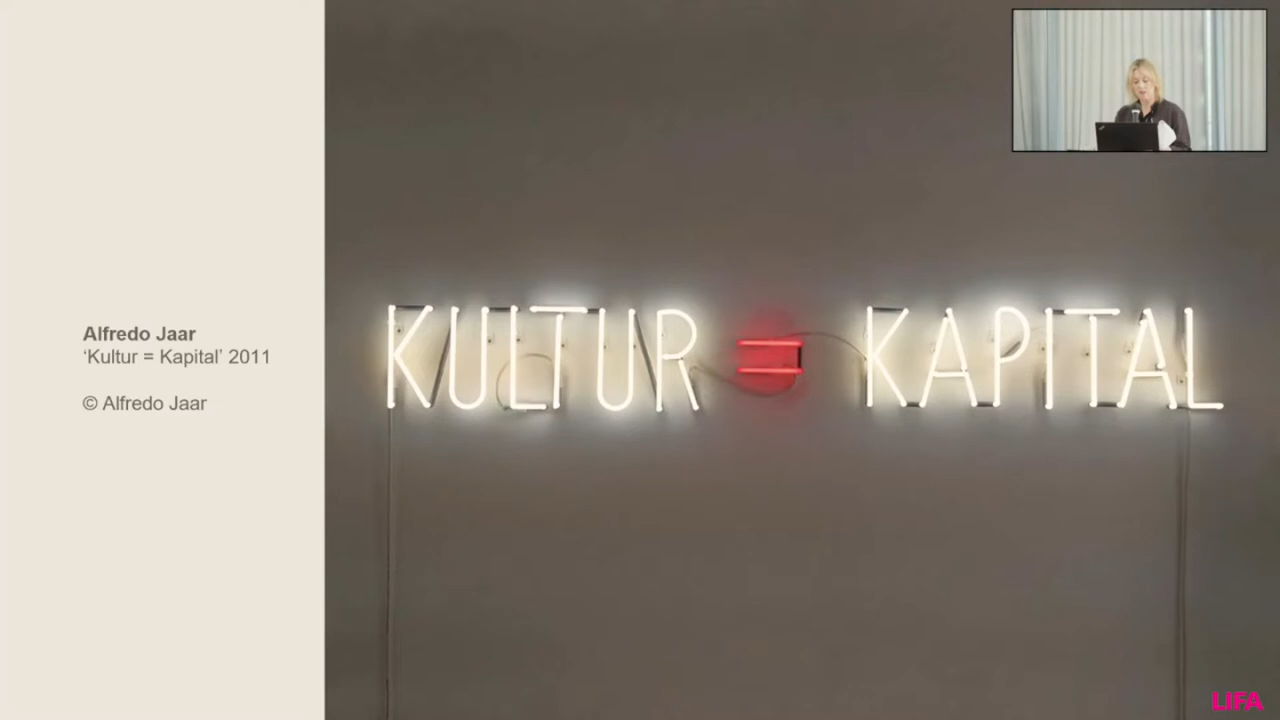 Alfredo Jaar
‘Kultur = Kapital’ 2011
© Alfredo Jaar
KULTUR = KAPITAL
LIFA